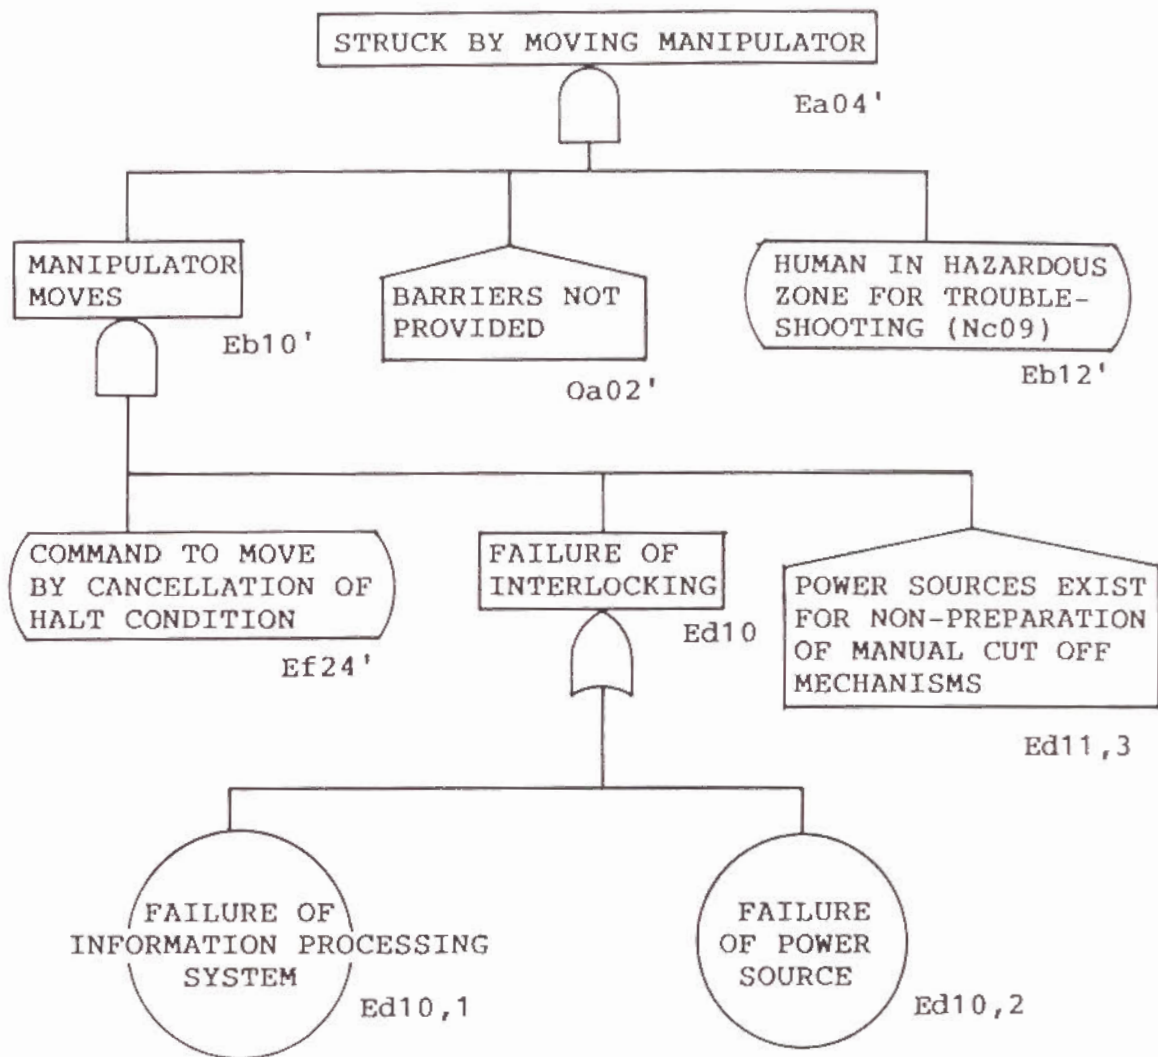 STRUCK BY MOVING MANIPULATOR
Ea04'
MANIPULATOR
MOVES
Eb10'
BARRIERS NOT
PROVIDED
Oa02'
HUMAN IN HAZARDOUS
ZONE FOR TROUBLE-
SHOOTING (Nc09)
Eb12'
COMMAND TO MOVE
BY CANCELLATION OF
HALT CONDITION
Ef24'
FAILURE OF
INTERLOCKING
Ed10
POWER SOURCES EXIST
FOR NON-PREPARATION
OF MANUAL CUT OFF
MECHANISMS
Ed11,3
FAILURE OF
INFORMATION PROCESSING
SYSTEM
Ed10,1
FAILURE
OF POWER
SOURCE
Ed10,2